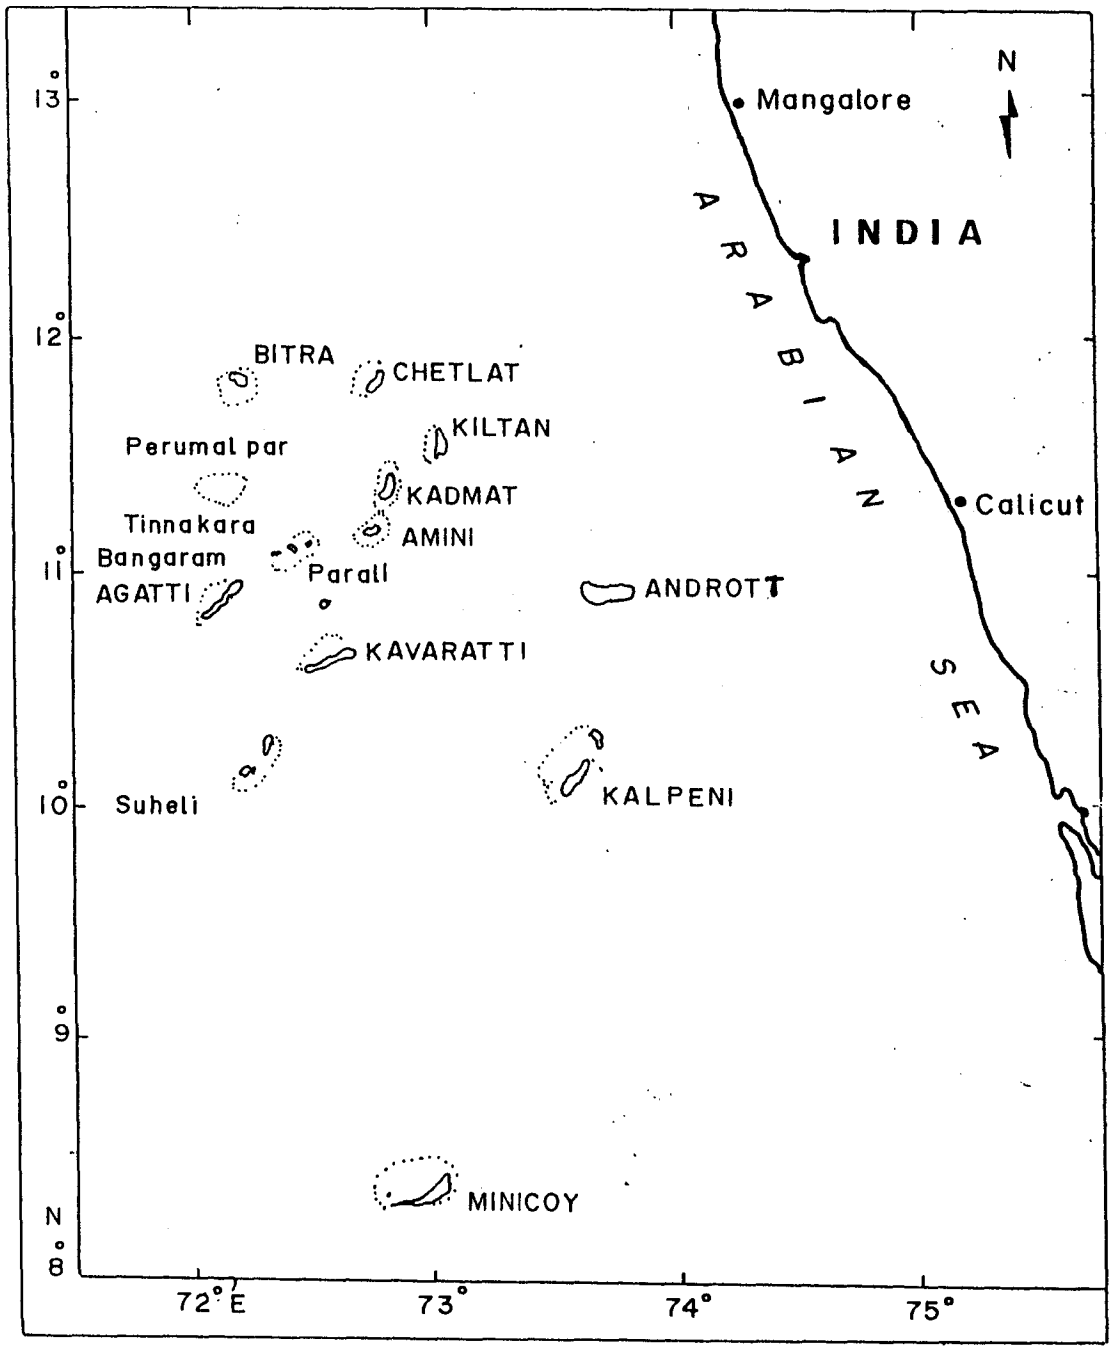 N
13°
Mangalore
INDIA
ARABIAN SEA
12°
BITRA
CHETLAT
KILTAN
Perumal par
KADMAT
Tinnakara
AMINI
Bangaram
11°
Parali
AGATTI
ANDROTT
KAVARATTI
Calicut
10°
Suheli
KALPENI
9°
MINICOY
N
8°
72°E
73°
74°
75°